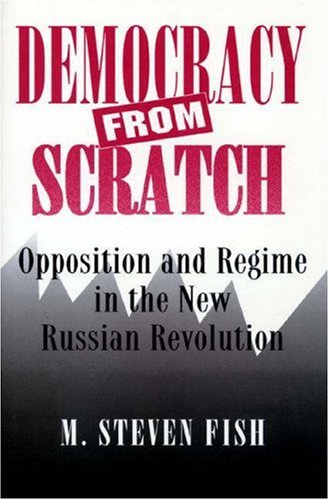 DEMOCRACY
FROM
SCRATCH
Opposition and Regime
in the New
Russian Revolution
M. STEVEN FISH